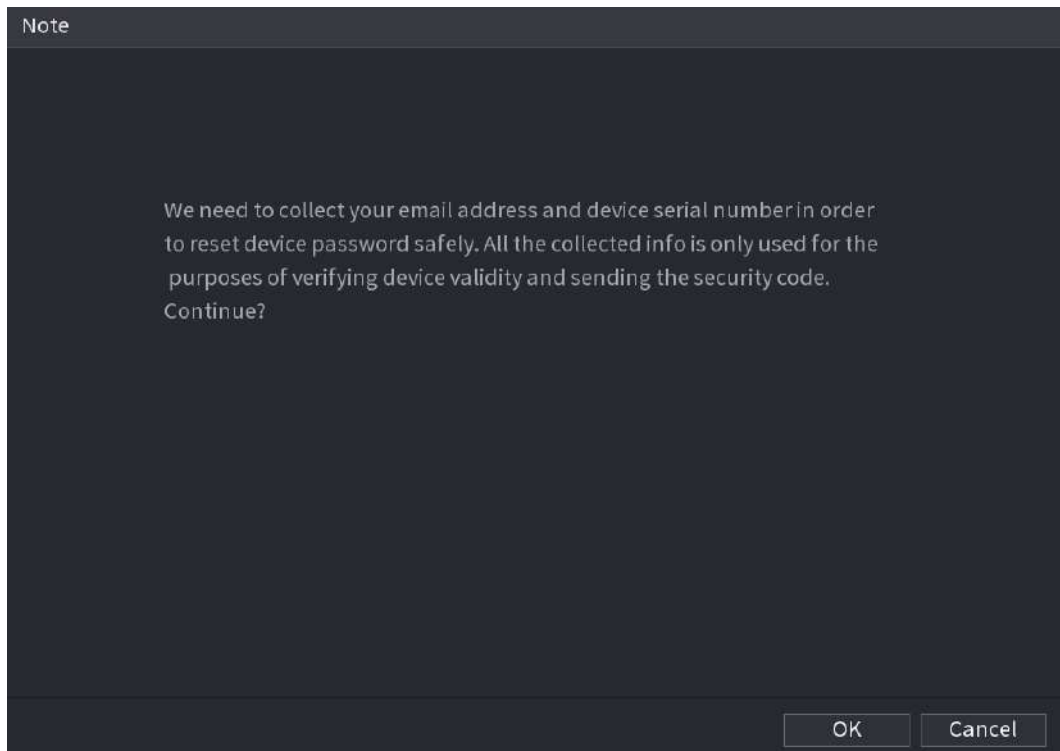 Note
We need to collect your email address and device serial number in order
to reset device password safely. All the collected info is only used for the
purposes of verifying device validity and sending the security code.
Continue?
OK
Cancel